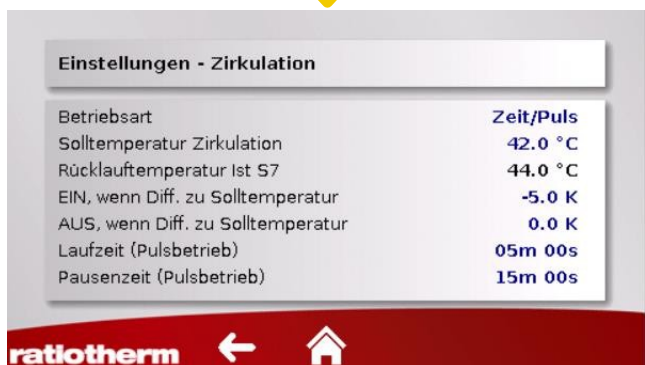 Einstellungen - Zirkulation
Betriebsart Zeit/Puls
Solltemperatur Zirkulation 42.0 °C
Rücklauftemperatur Ist S7 44.0 °C
EIN, wenn Diff. zu Solltemperatur -5.0 K
AUS, wenn Diff. zu Solltemperatur 0.0 K
Laufzeit (Pulsbetrieb) 05m 00s
Pausenzeit (Pulsbetrieb) 15m 00s
ratiotherm